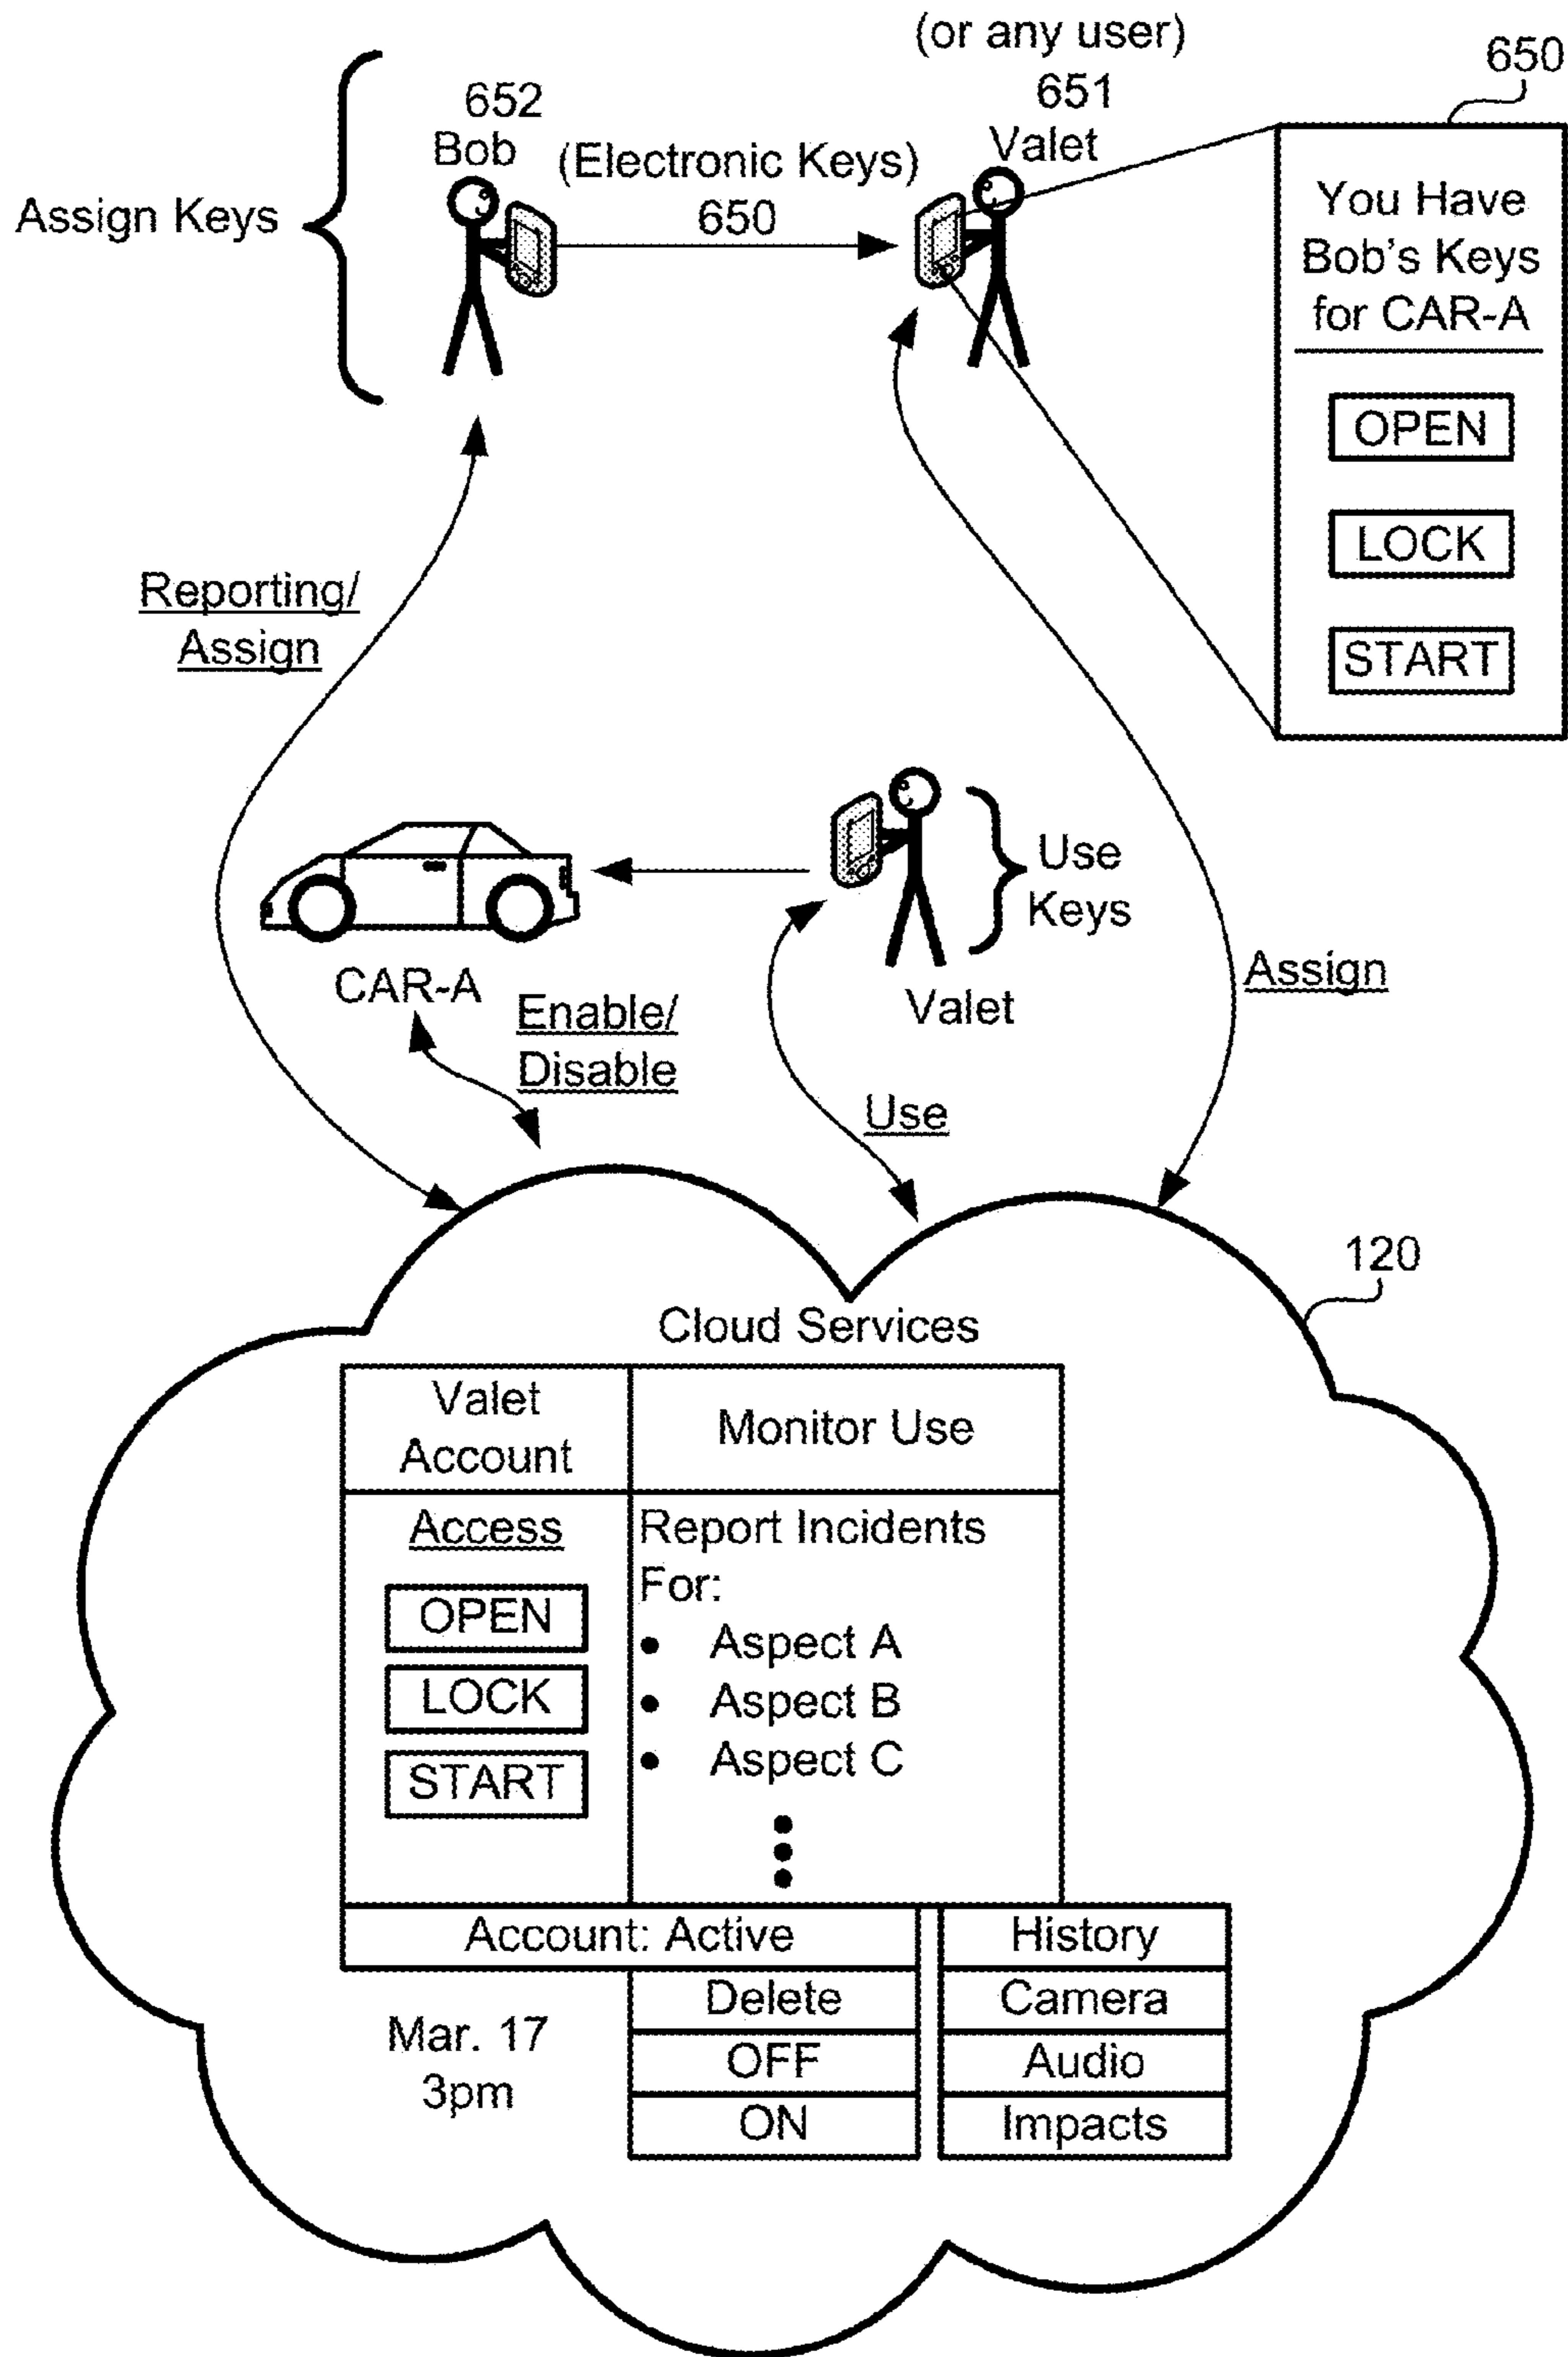 (or any user)
651
Valet
650
652
Bob
(Electronic Keys)
650
Assign Keys
You Have
Bob's Keys
for CAR-A
OPEN
LOCK
START
Reporting/
Assign
Use
Keys
Valet
Assign
CAR-A
Enable/
Disable
Use
120
Cloud Services
Valet
Account
Monitor Use
Access
OPEN
LOCK
START
Report Incidents
For:
• Aspect A
• Aspect B
• Aspect C
Account: Active
History
Delete
Camera
Mar. 17
3pm
OFF
Audio
ON
Impacts